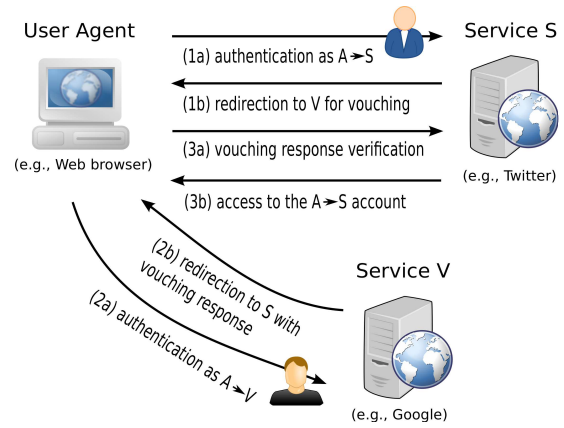 User Agent
Service S
(1a) authentication as A➛S
(1b) redirection to V for vouching
(3a) vouching response verification
(e.g., Web browser)
(e.g., Twitter)
(3b) access to the A➛S account
(2b) redirection to S with
vouching response
Service V
(2a) authentication as A➛V
(e.g., Google)